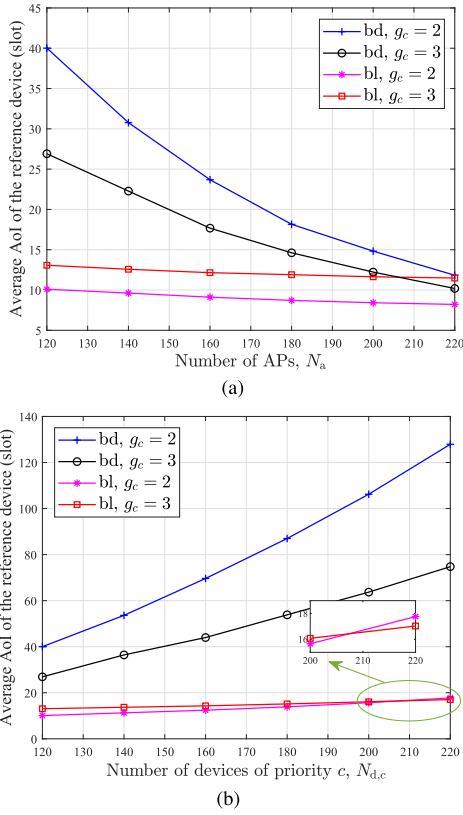 45
40
35
30
25
20
15
10
5
Average AoI of the reference device (slot)
bd, g_c = 2
bd, g_c = 3
bl, g_c = 2
bl, g_c = 3
120 130 140 150 160 170 180 190 200 210 220
Number of APs, N_a
(a)
140
120
100
80
60
40
20
0
Average AoI of the reference device (slot)
bd, g_c = 2
bd, g_c = 3
bl, g_c = 2
bl, g_c = 3
18
16
200 210 220
120 130 140 150 160 170 180 190 200 210 220
Number of devices of priority c, N_d,c
(b)